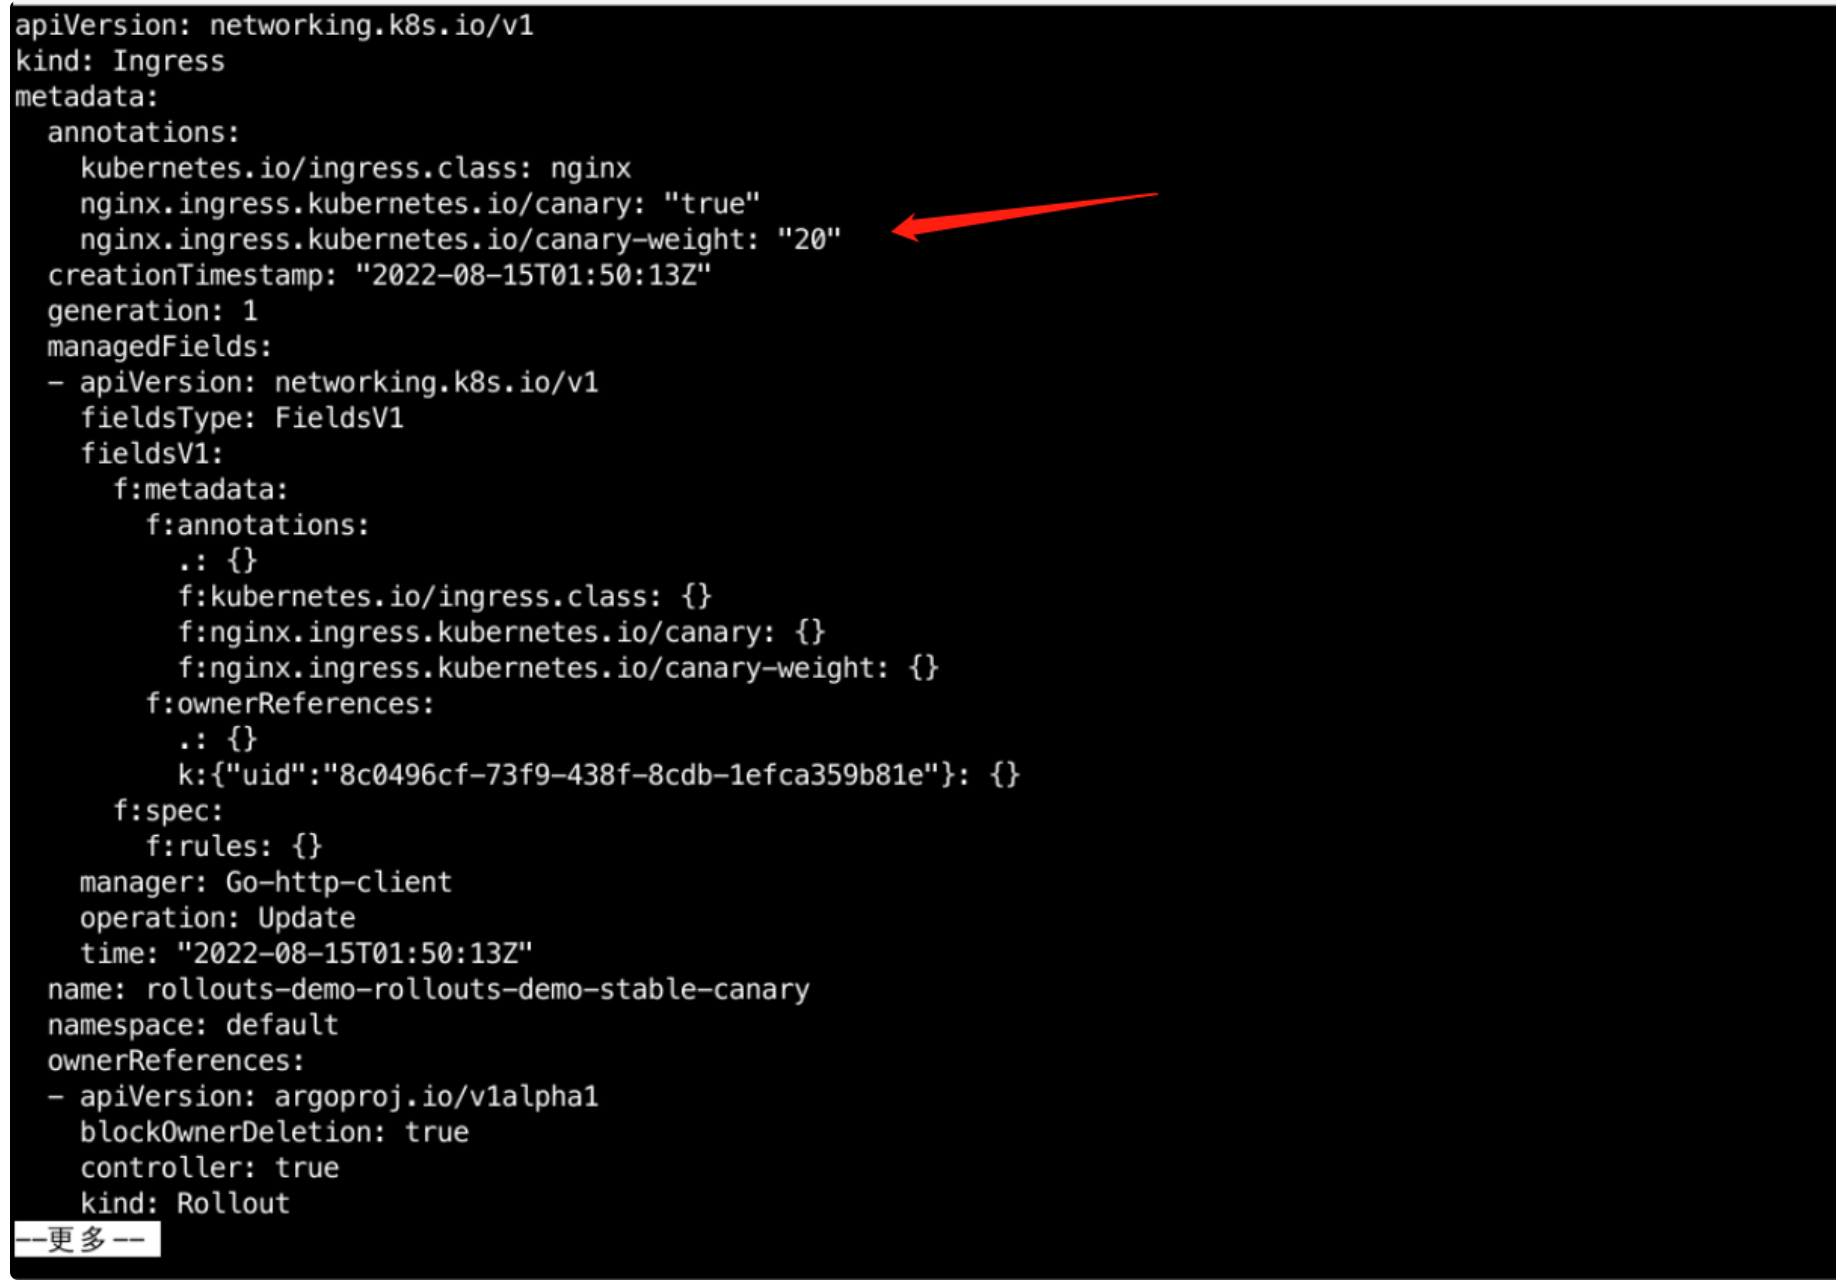 apiVersion: networking.k8s.io/v1
kind: Ingress
metadata:
  annotations:
    kubernetes.io/ingress.class: nginx
    nginx.ingress.kubernetes.io/canary: "true"
    nginx.ingress.kubernetes.io/canary-weight: "20"
  creationTimestamp: "2022-08-15T01:50:13Z"
  generation: 1
  managedFields:
  - apiVersion: networking.k8s.io/v1
    fieldsType: FieldsV1
    fieldsV1:
      f:metadata:
        f:annotations:
          .: {}
          f:kubernetes.io/ingress.class: {}
          f:nginx.ingress.kubernetes.io/canary: {}
          f:nginx.ingress.kubernetes.io/canary-weight: {}
        f:ownerReferences:
          .: {}
          k:{"uid":"8c0496cf-73f9-438f-8cdb-1efca359b81e"}: {}
      f:spec:
        f:rules: {}
    manager: Go-http-client
    operation: Update
    time: "2022-08-15T01:50:13Z"
  name: rollouts-demo-rollouts-demo-stable-canary
  namespace: default
  ownerReferences:
  - apiVersion: argoproj.io/v1alpha1
    blockOwnerDeletion: true
    controller: true
    kind: Rollout
--更多--